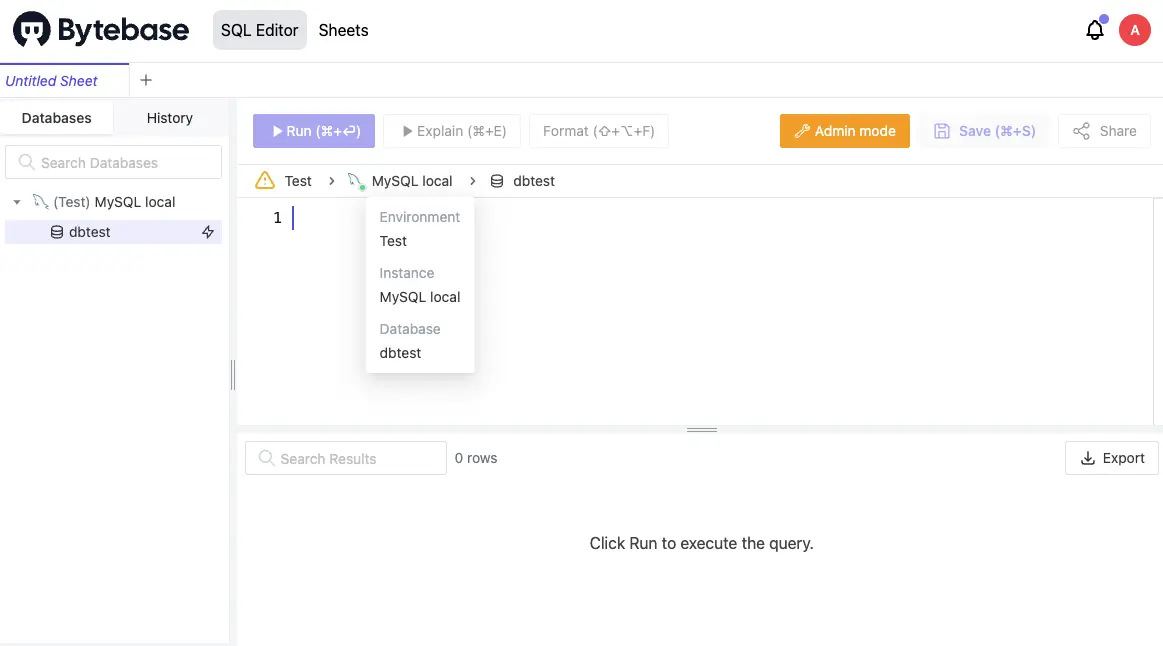 Bytebase SQL Editor Sheets A
Untitled Sheet +
Databases History
Search Databases
(Test) MySQL local
dbtest
Run (⌘+⏎) Explain (⌘+E) Format (⇧+⌥+F) Admin mode Save (⌘+S) Share
Test > MySQL local > dbtest
1
Environment
Test
Instance
MySQL local
Database
dbtest
Search Results 0 rows Export
Click Run to execute the query.